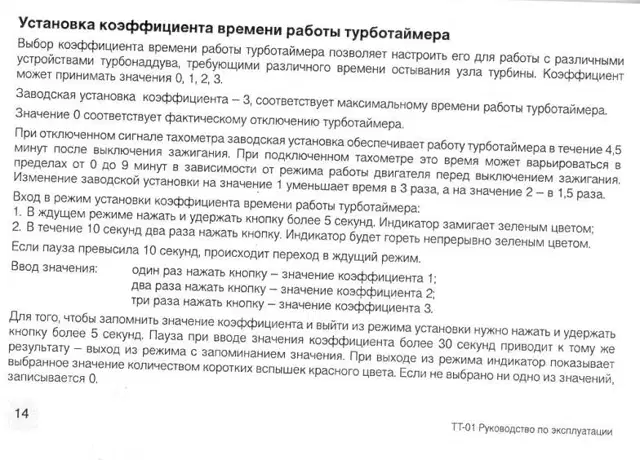 Установка коэффициента времени работы турботаймера
Выбор коэффициента времени работы турботаймера позволяет настроить его для работы с различными
устройствами турбонаддува, требующими различного времени остывания узла турбины. Коэффициент
может принимать значения 0, 1, 2, 3.
Заводская установка коэффициента – 3, соответствует максимальному времени работы турботаймера.
Значение 0 соответствует фактическому отключению турботаймера.
При отключенном сигнале тахометра заводская установка обеспечивает работу турботаймера в течение 4,5
минут после выключения зажигания. При подключенном тахометре это время может варьироваться в
пределах от 0 до 9 минут в зависимости от режима работы двигателя перед выключением зажигания.
Изменение заводской установки на значение 1 уменьшает время в 3 раза, а на значение 2 – в 1,5 раза.
Вход в режим установки коэффициента времени работы турботаймера:
1. В ждущем режиме нажать и удержать кнопку более 5 секунд. Индикатор замигает зеленым цветом;
2. В течение 10 секунд два раза нажать кнопку. Индикатор будет гореть непрерывно зеленым цветом.
Если пауза превысила 10 секунд, происходит переход в ждущий режим.
Ввод значения: один раз нажать кнопку – значение коэффициента 1;
два раза нажать кнопку – значение коэффициента 2;
три раза нажать кнопку – значение коэффициента 3.
Для того, чтобы запомнить значение коэффициента и выйти из режима установки нужно нажать и удержать
кнопку более 5 секунд. Пауза при вводе значения коэффициента более 30 секунд приводит к тому же
результату – выход из режима с запоминанием значения. При выходе из режима индикатор показывает
выбранное значение количеством коротких вспышек красного цвета. Если не выбрано ни одно из значений,
записывается 0.
14
ТТ-01 Руководство по эксплуатации